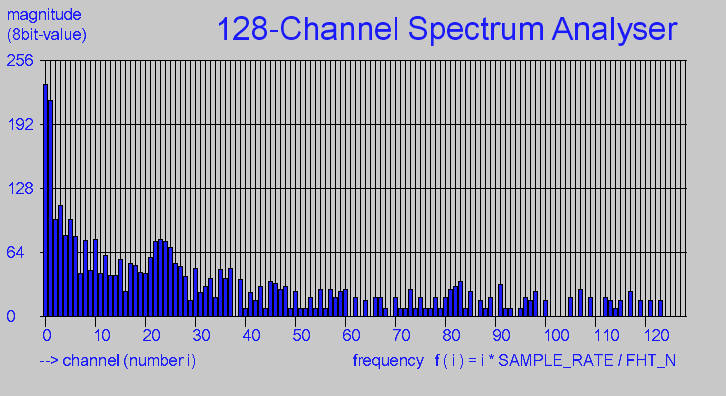 magnitude
(8bit-value)
128-Channel Spectrum Analyser
256
192
128
64
0
0 10 20 30 40 50 60 70 80 90 100 110 120
--> channel (number i)
frequency f ( i ) = i * SAMPLE_RATE / FHT_N